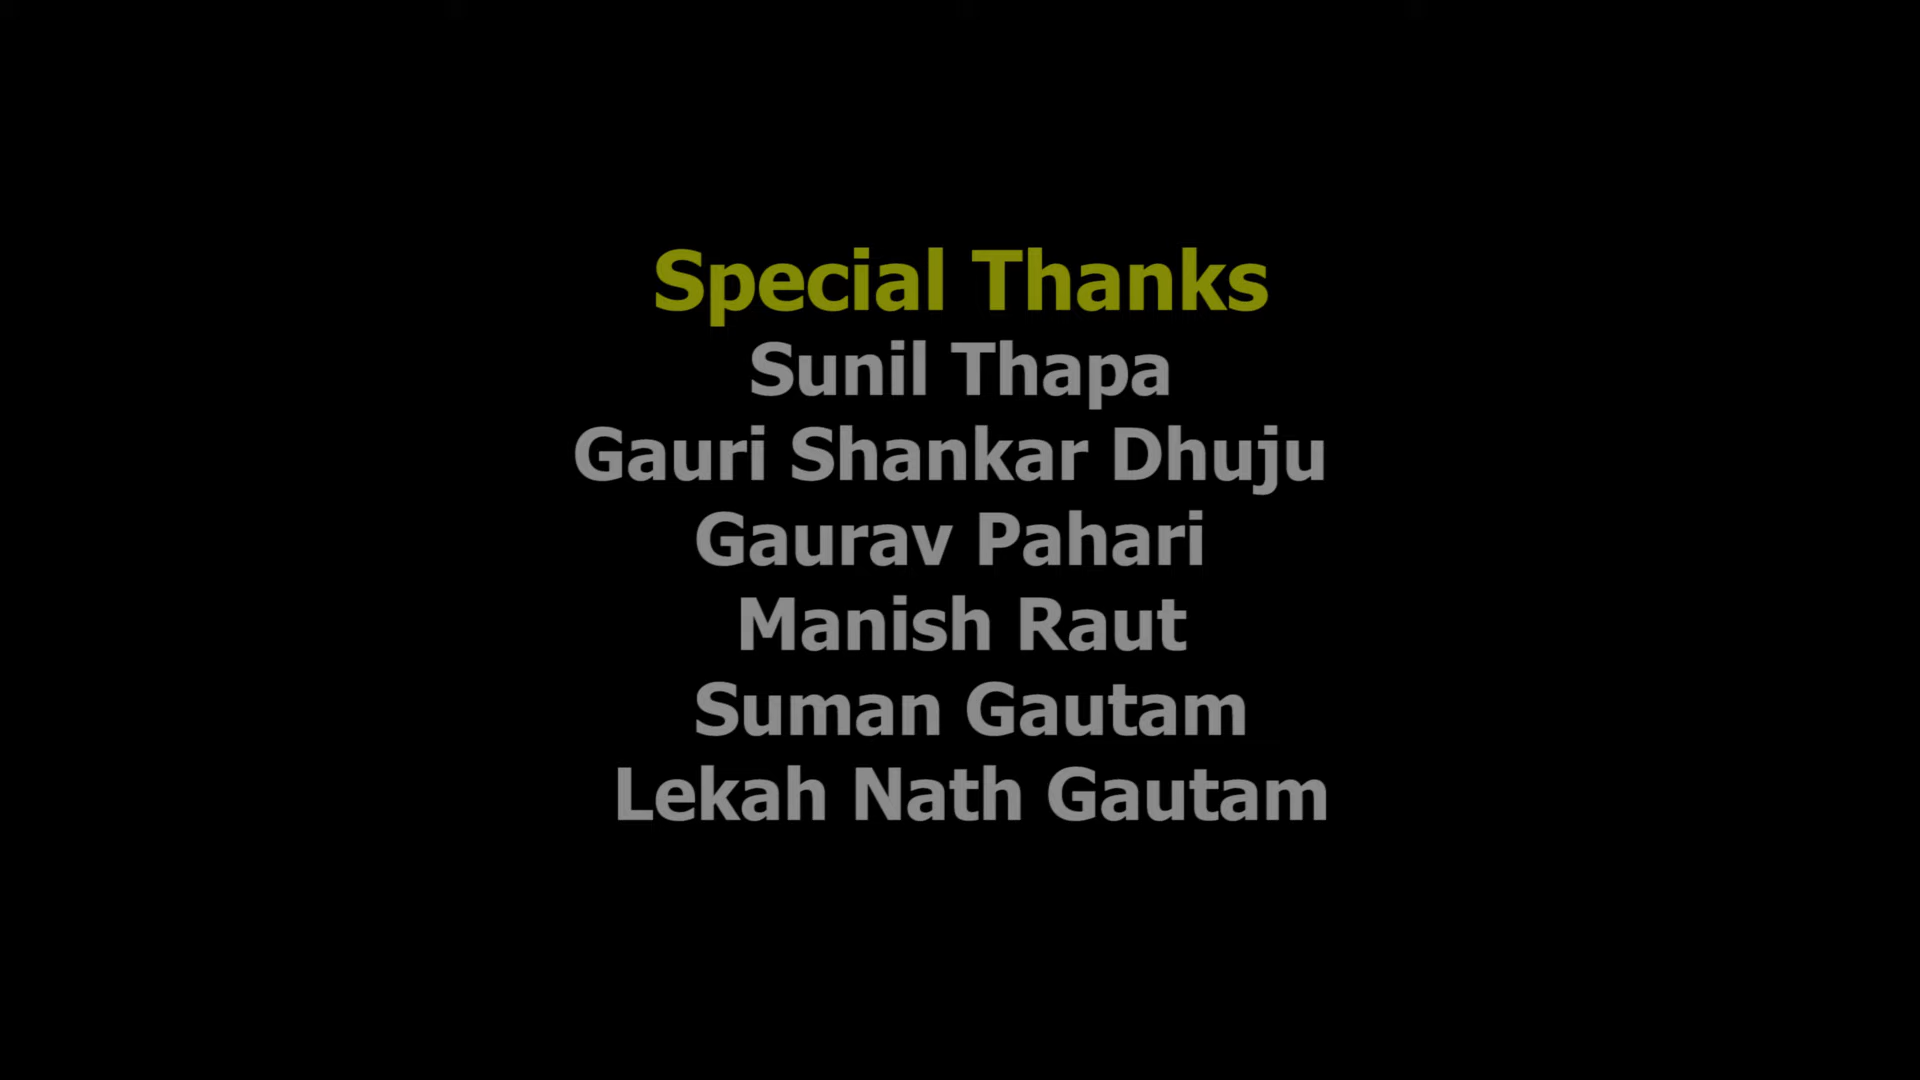 Special Thanks
Sunil Thapa
Gauri Shankar Dhuju
Gaurav Pahari
Manish Raut
Suman Gautam
Lekah Nath Gautam